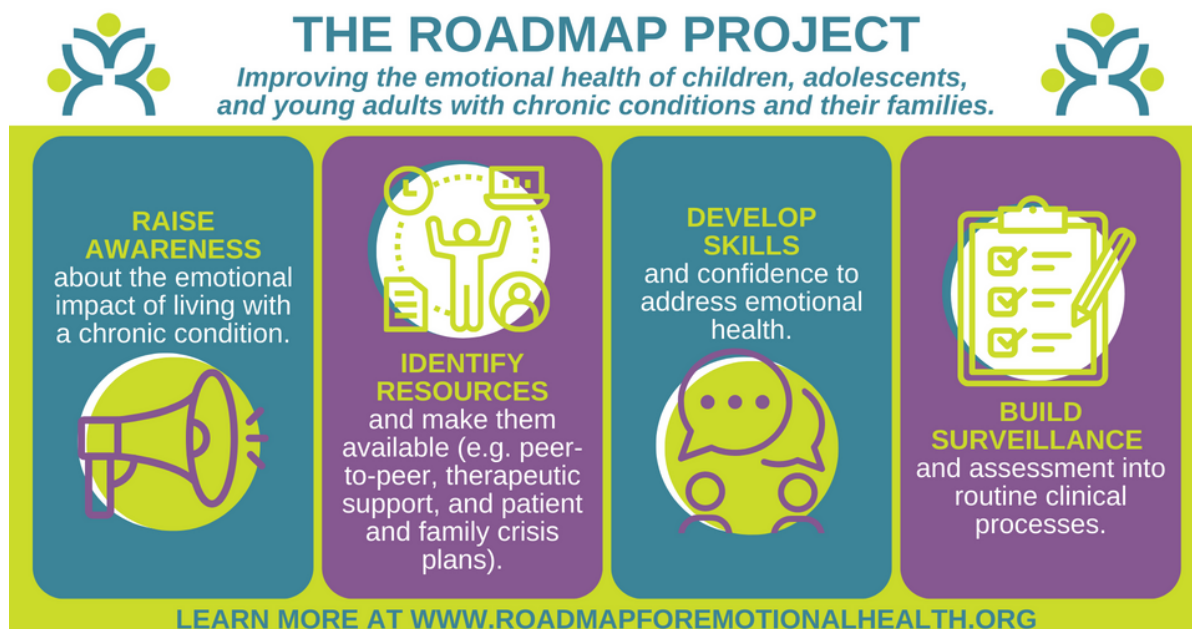 THE ROADMAP PROJECT
Improving the emotional health of children, adolescents,
and young adults with chronic conditions and their families.
RAISE
AWARENESS
about the emotional
impact of living with
a chronic condition.
IDENTIFY
RESOURCES
and make them
available (e.g. peer-
to-peer, therapeutic
support, and patient
and family crisis
plans).
DEVELOP
SKILLS
and confidence to
address emotional
health.
BUILD
SURVEILLANCE
and assessment into
routine clinical
processes.
LEARN MORE AT WWW.ROADMAPFOREMOTIONALHEALTH.ORG